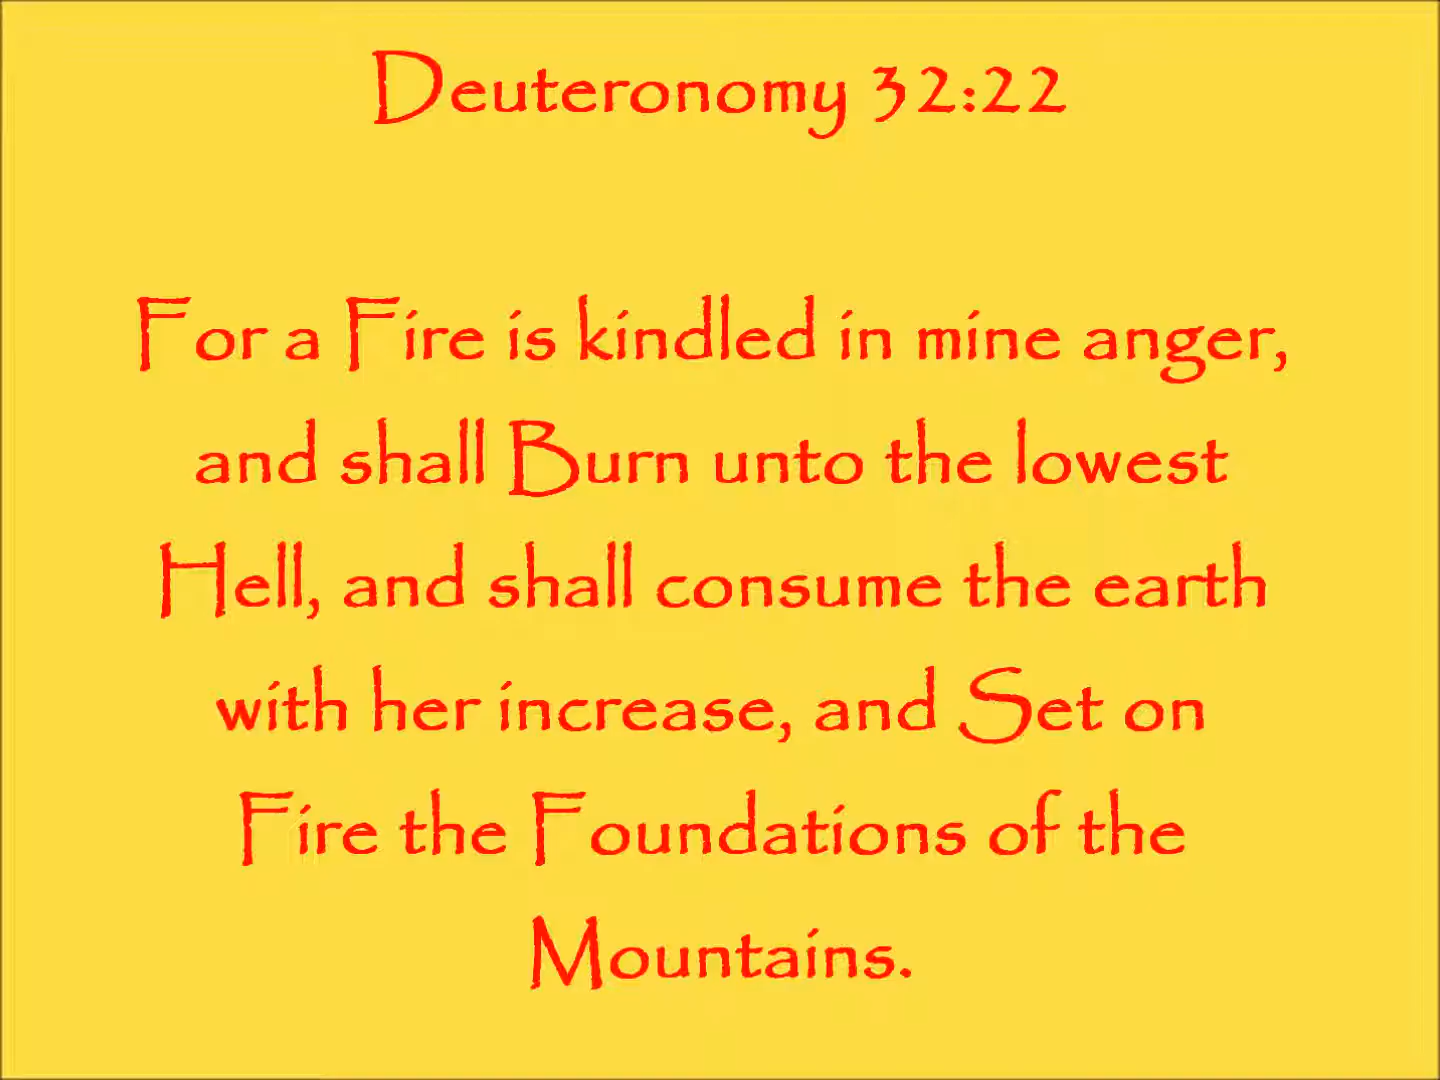 Deuteronomy 32:22
For a Fire is kindled in mine anger,
and shall Burn unto the lowest
Hell, and shall consume the earth
with her increase, and Set on
Fire the Foundations of the
Mountains.